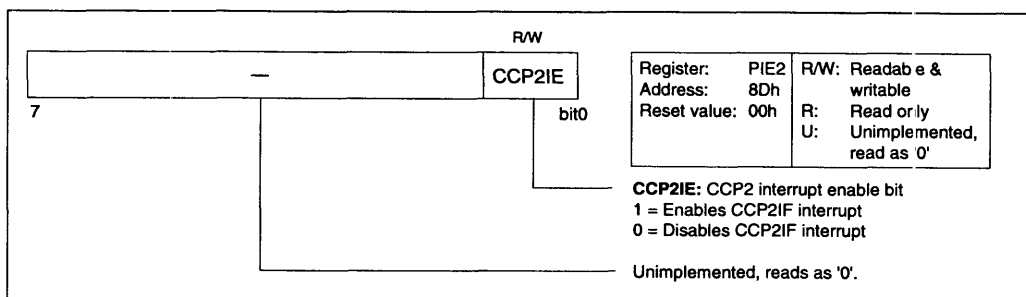 R/W
— CCP2IE
7 bit0
Register: PIE2
Address: 8Dh
Reset value: 00h
R/W: Readable &
writable
R: Read only
U: Unimplemented,
read as '0'
CCP2IE: CCP2 interrupt enable bit
1 = Enables CCP2IF interrupt
0 = Disables CCP2IF interrupt
Unimplemented, reads as '0'.